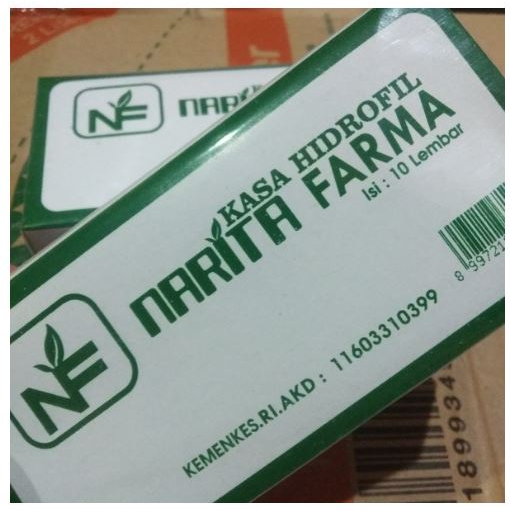 NF
NARITA
KASA HIDROFIL
NARITA FARMA
Isi : 10 Lembar
NF
KEMENKES.RI.AKD : 11603310399